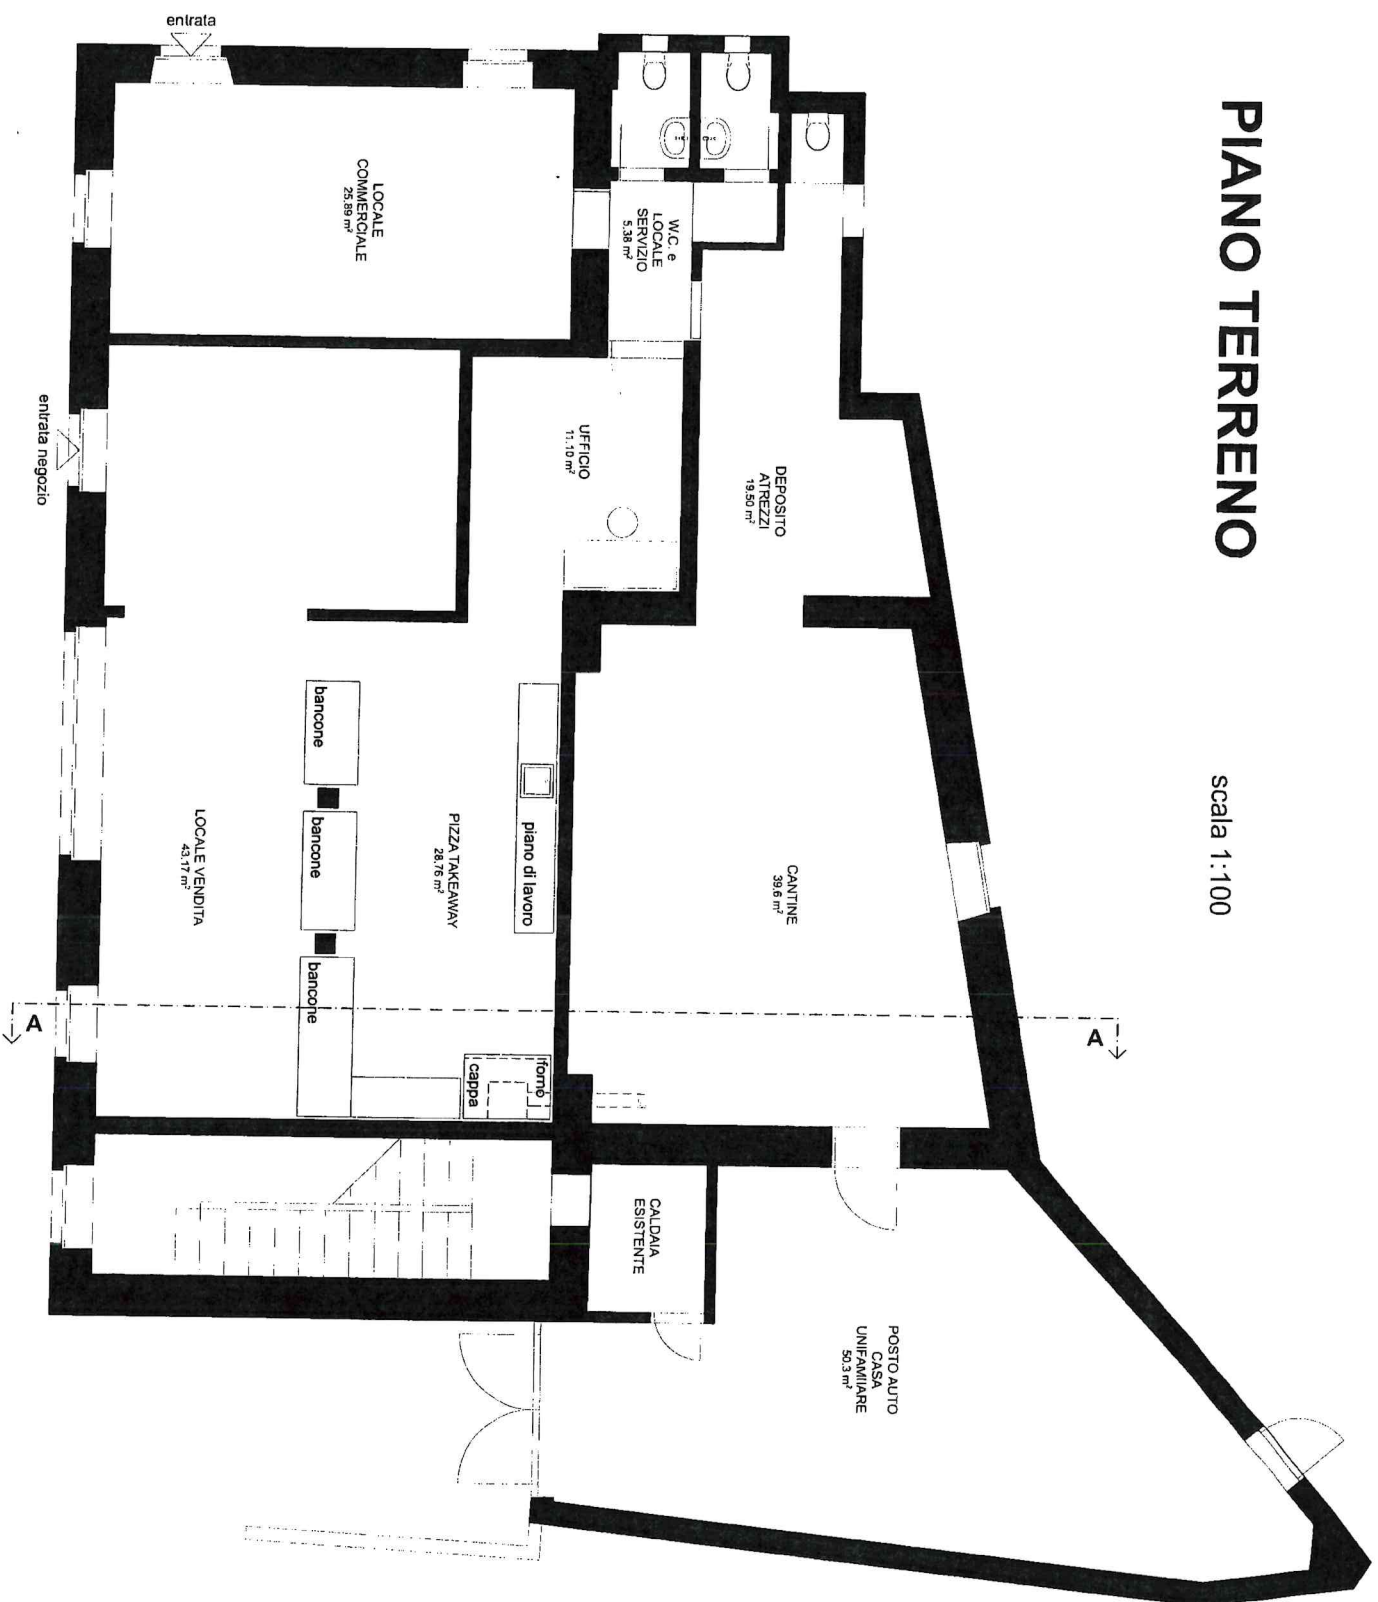 PIANO TERRENO
scala 1:100
entrata
LOCALE
COMMERCIALE
25.89 m²
W.C. e
LOCALE
SERVIZIO
5.38 m²
entrata negozio
UFFICIO
11.10 m²
DEPOSITO
ATREZZI
19.50 m²
bancone
bancone
bancone
piano di lavoro
PIZZA TAKEAWAY
28.76 m²
LOCALE VENDITA
43.17 m²
CANTINE
39.6 m²
A
A
forno
cappa
CALDAIA
ESISTENTE
POSTO AUTO
CASA
UNIFAMIIARE
50.3 m²